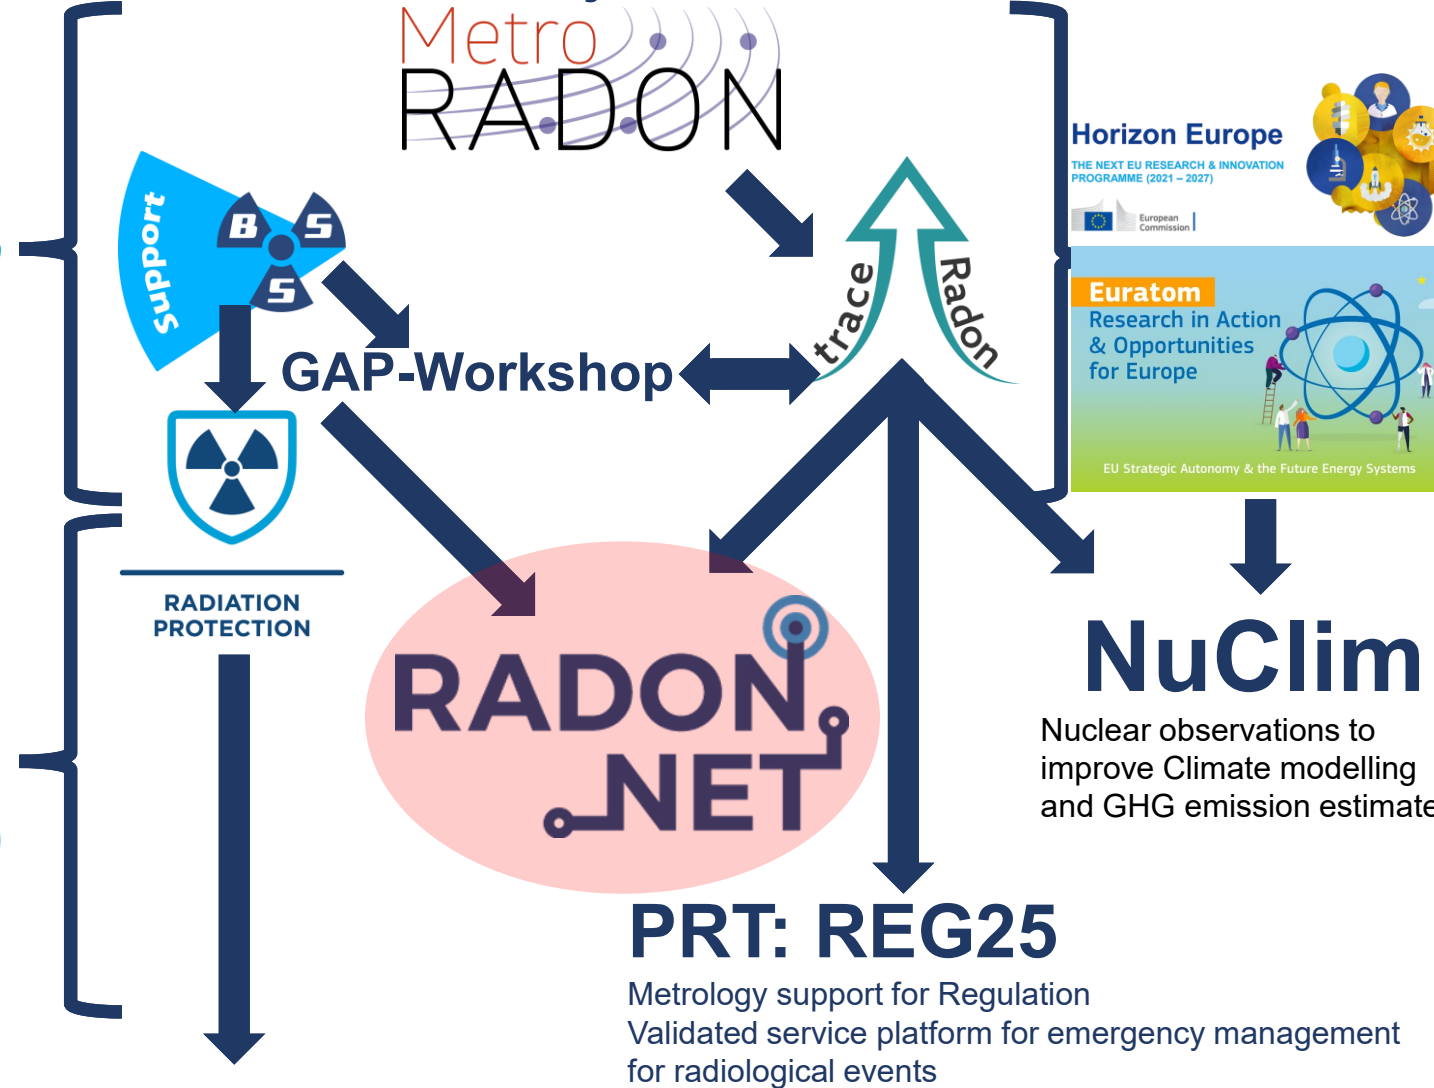 Metro
RADON
Horizon Europe
THE NEXT EU RESEARCH & INNOVATION
PROGRAMME (2021 – 2027)
European
Commission
Support
B S
S
trace
Radon
Euratom
Research in Action
& Opportunities
for Europe
EU Strategic Autonomy & the Future Energy Systems
GAP-Workshop
RADIATION
PROTECTION
RADON
NET
NuClim
Nuclear observations to
improve Climate modelling
and GHG emission estimate
PRT: REG25
Metrology support for Regulation
Validated service platform for emergency management
for radiological events